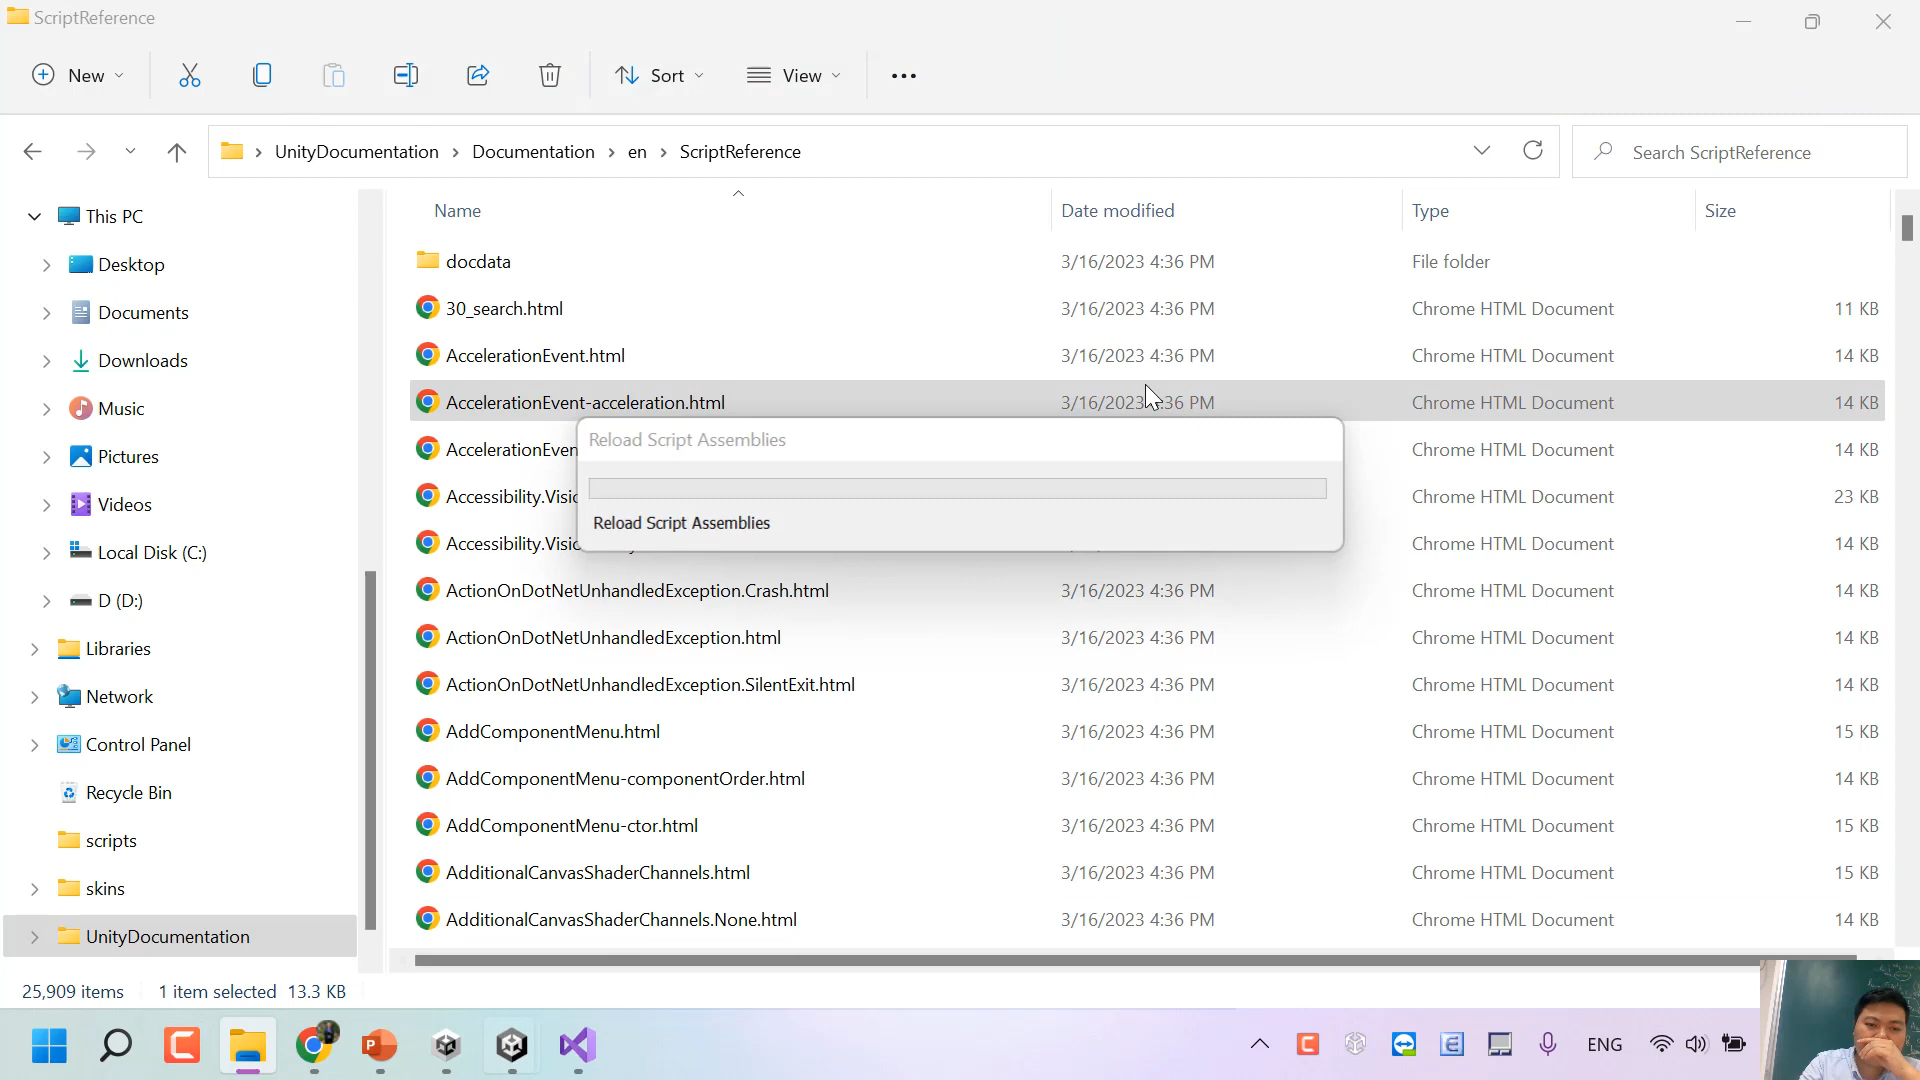 ScriptReference
New
Sort
View
UnityDocumentation > Documentation > en > ScriptReference
Search ScriptReference
Name Date modified Type Size
This PC
Desktop
Documents
Downloads
Music
Pictures
Videos
Local Disk (C:)
D (D:)
Libraries
Network
Control Panel
Recycle Bin
scripts
skins
UnityDocumentation
docdata 3/16/2023 4:36 PM File folder
30_search.html 3/16/2023 4:36 PM Chrome HTML Document 11 KB
AccelerationEvent.html 3/16/2023 4:36 PM Chrome HTML Document 14 KB
AccelerationEvent-acceleration.html 3/16/2023 4:36 PM Chrome HTML Document 14 KB
AccelerationEven Chrome HTML Document 14 KB
Accessibility.Visio Chrome HTML Document 23 KB
Accessibility.Visio Chrome HTML Document 14 KB
ActionOnDotNetUnhandledException.Crash.html 3/16/2023 4:36 PM Chrome HTML Document 14 KB
ActionOnDotNetUnhandledException.html 3/16/2023 4:36 PM Chrome HTML Document 14 KB
ActionOnDotNetUnhandledException.SilentExit.html 3/16/2023 4:36 PM Chrome HTML Document 14 KB
AddComponentMenu.html 3/16/2023 4:36 PM Chrome HTML Document 15 KB
AddComponentMenu-componentOrder.html 3/16/2023 4:36 PM Chrome HTML Document 14 KB
AddComponentMenu-ctor.html 3/16/2023 4:36 PM Chrome HTML Document 15 KB
AdditionalCanvasShaderChannels.html 3/16/2023 4:36 PM Chrome HTML Document 15 KB
AdditionalCanvasShaderChannels.None.html 3/16/2023 4:36 PM Chrome HTML Document 14 KB
Reload Script Assemblies
Reload Script Assemblies
25,909 items 1 item selected 13.3 KB
ENG